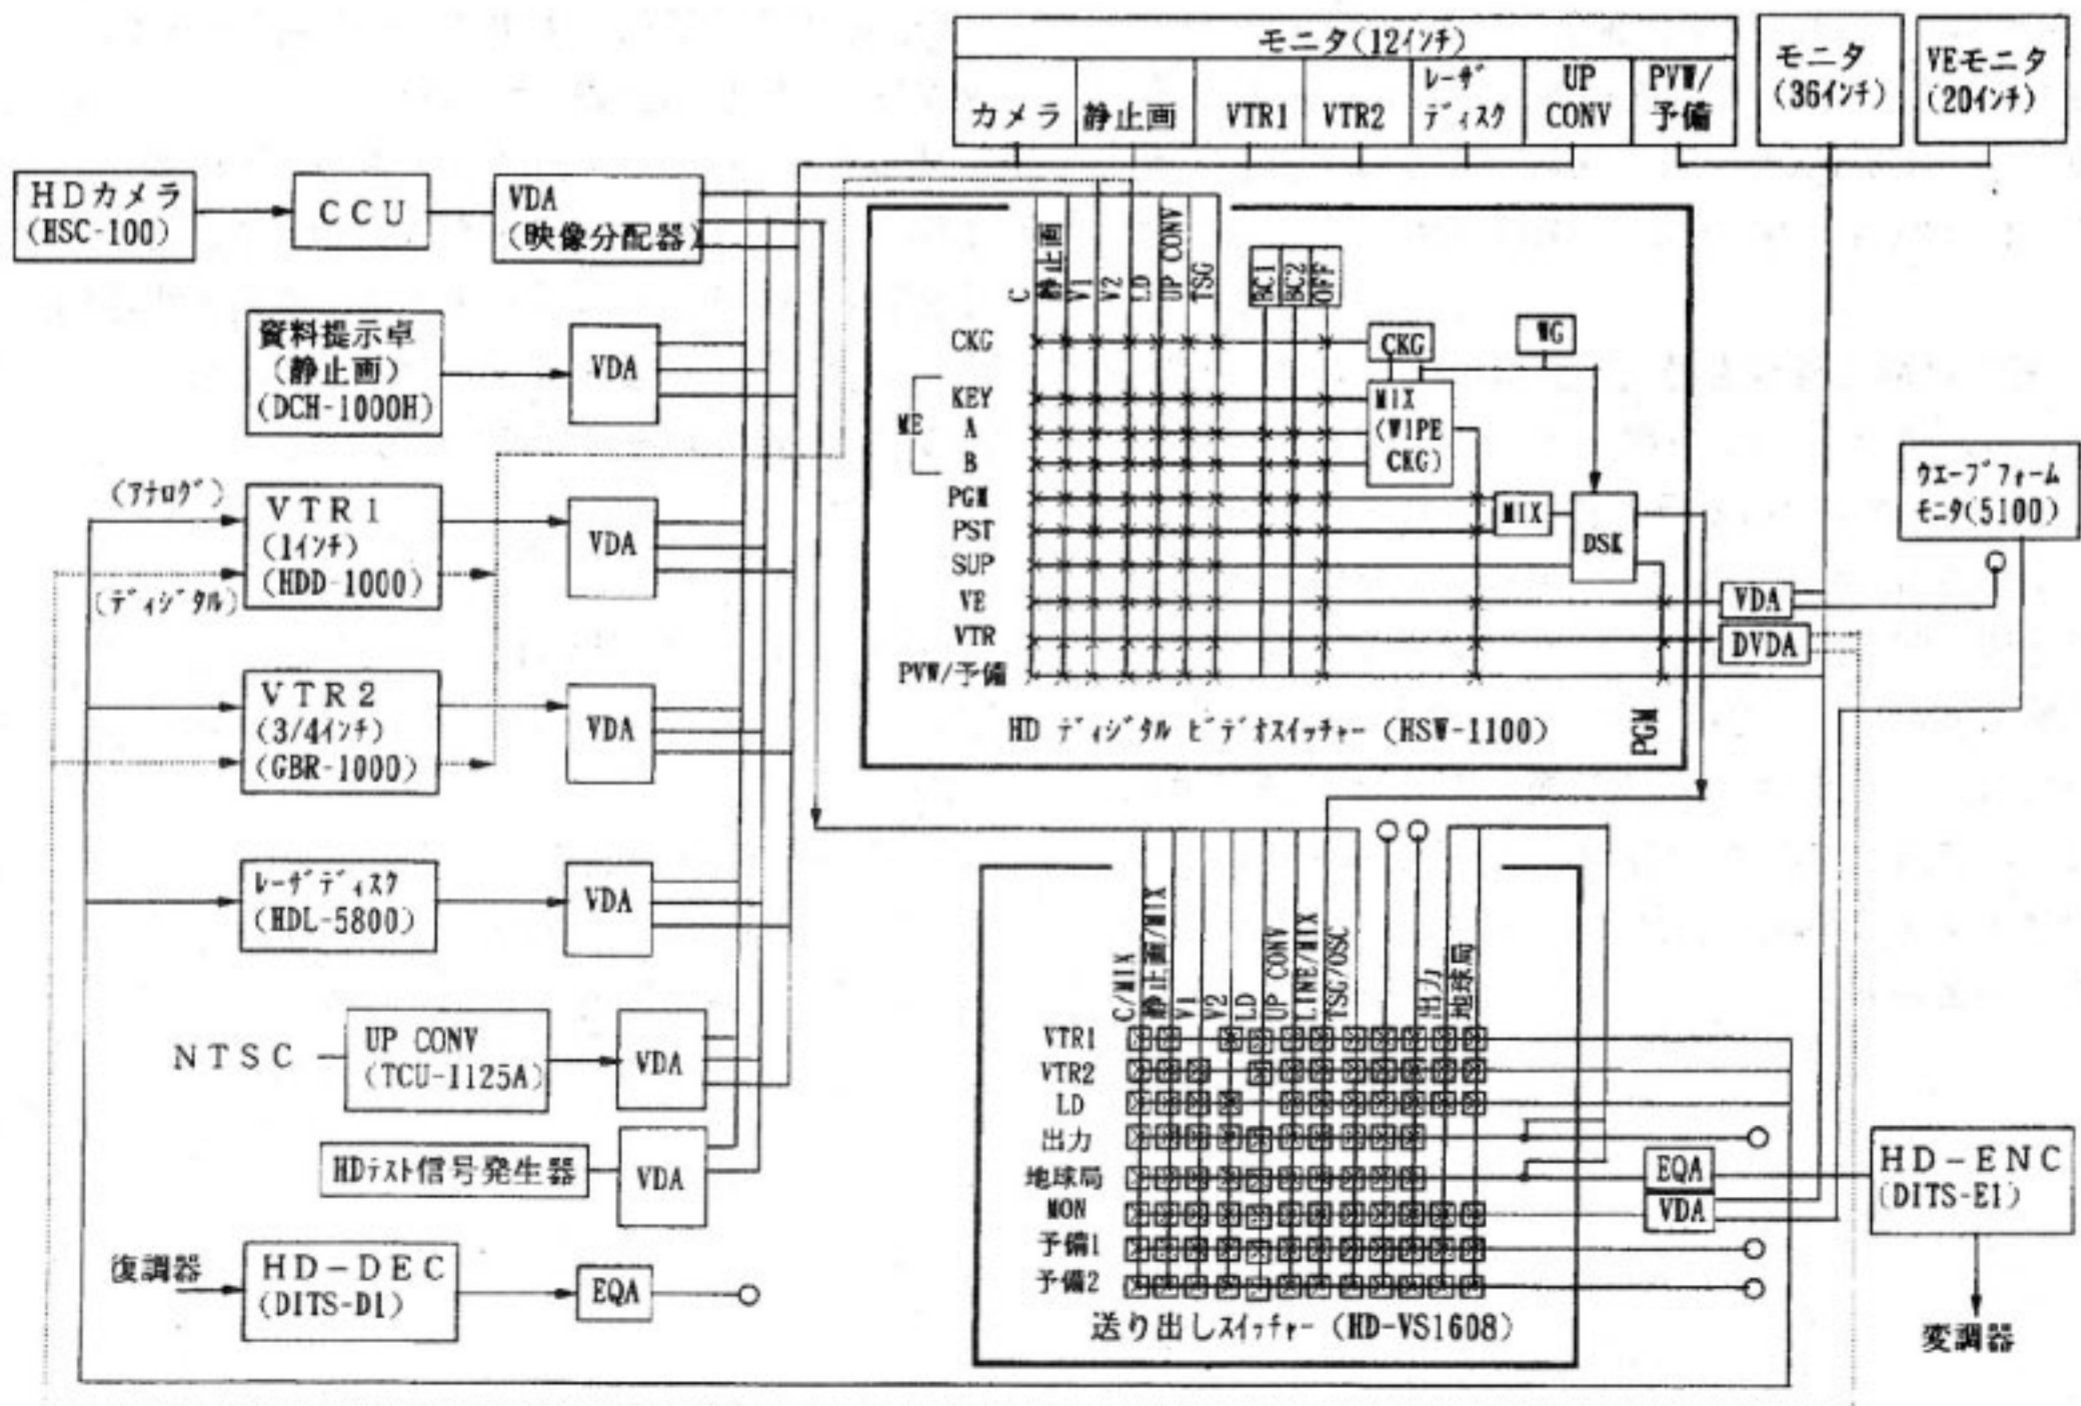 モニタ(12インチ)
カメラ
静止画
VTR1
VTR2
レーザ
ディスク
UP
CONV
PVW/
予備
モニタ
(36インチ)
VEモニタ
(20インチ)
HDカメラ
(HSC-100)
CCU
VDA
(映像分配器)
資料提示卓
(静止画)
(DCH-1000H)
VDA
(アナログ)
(ディジタル)
VTR1
(1インチ)
(HDD-1000)
VDA
VTR2
(3/4インチ)
(GBR-1000)
VDA
レーザディスク
(HDL-5800)
VDA
NTSC
UP CONV
(TCU-1125A)
VDA
HDテスト信号発生器
VDA
復調器
HD-DEC
(DITS-D1)
EQA
C
静止画
V1
V2
LD
UP CONV
TSG
BC1
BC2
OFF
CKG
ME
KEY
A
B
PGM
PST
SUP
VE
VTR
PVW/予備
CKG
WG
MIX
(WIPE
CKG)
MIX
DSK
PGM
HD ディジタル ビデオスイッチャー (HSW-1100)
VDA
DVDA
ウエーブフォーム
モニタ(5100)
C/MIX
静止画/MIX
V1
V2
LD
UP CONV
LINE/MIX
TSG/OSC
出力
地球局
VTR1
VTR2
LD
出力
地球局
MON
予備1
予備2
送り出しスイッチャー (HD-VS1608)
EQA
VDA
HD-ENC
(DITS-E1)
変調器